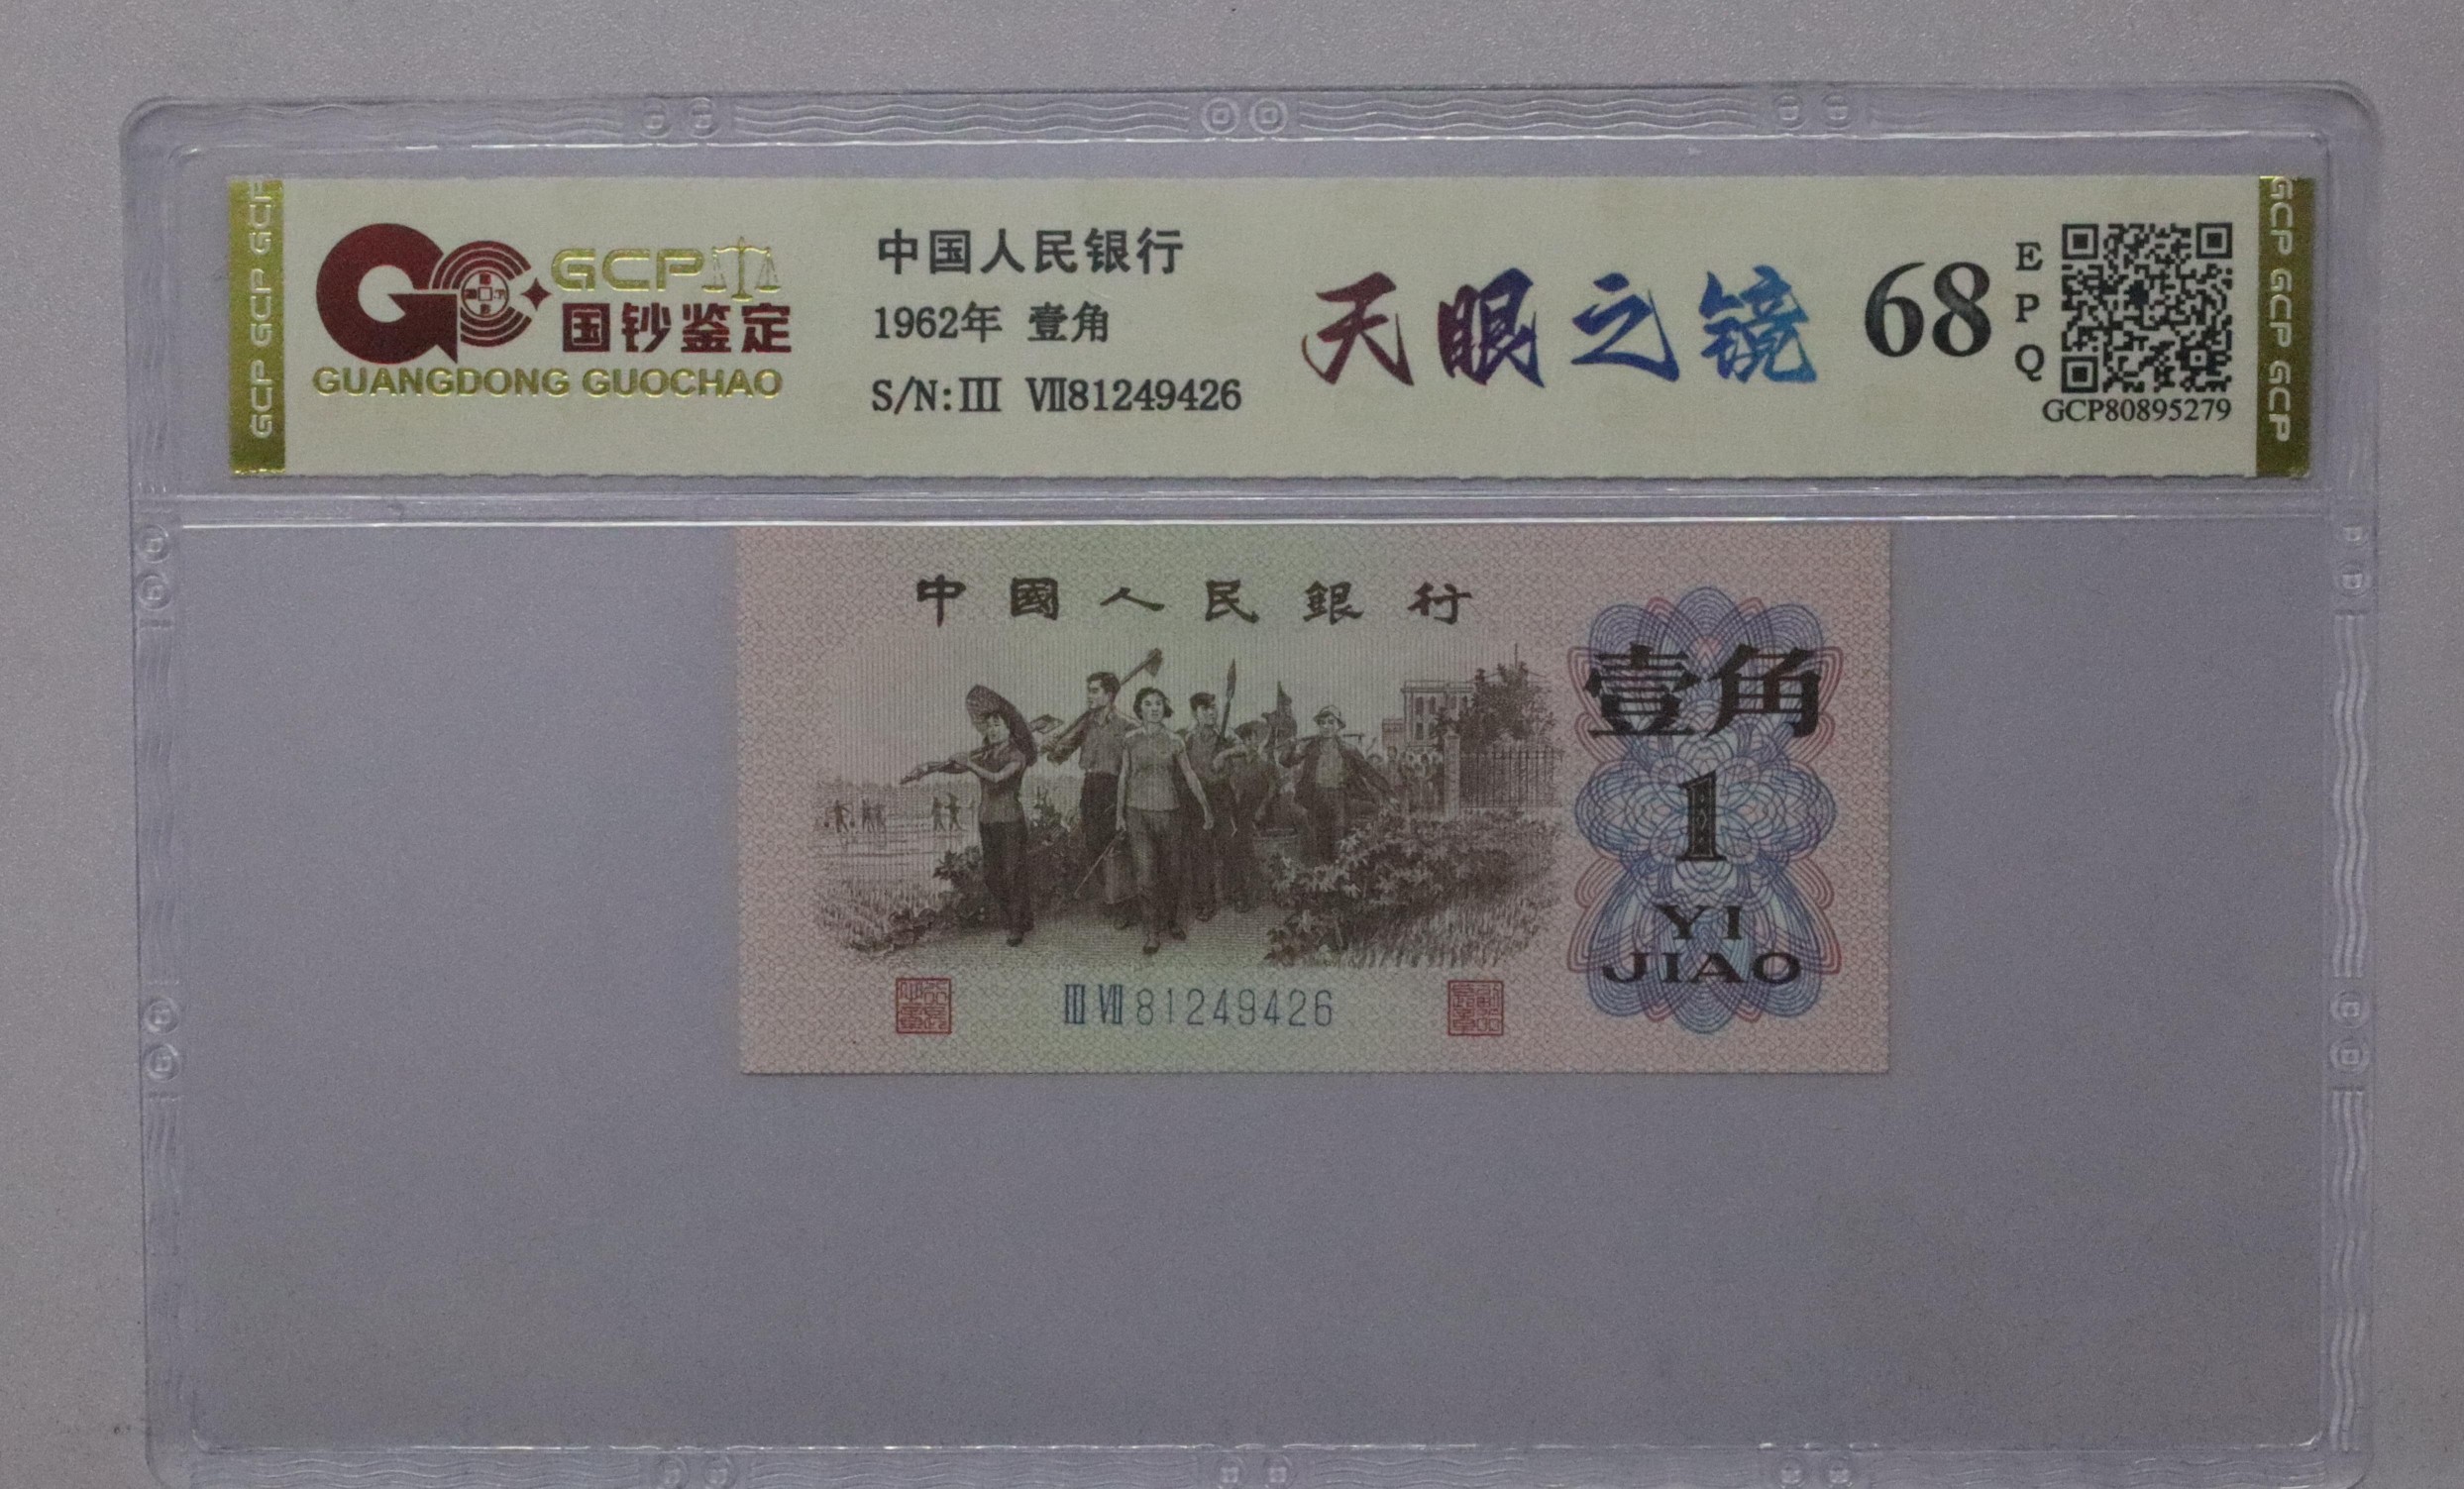 GCP GCP GCP
GCP
国钞鉴定
GUANGDONG GUOCHAO
中国人民银行
1962年 壹角
S/N:Ⅲ Ⅶ81249426
天眼之镜
68
EPQ
GCP80895279
GCP GCP GCP
中國人民銀行
壹角
1
YI
JIAO
Ⅲ Ⅶ 81249426